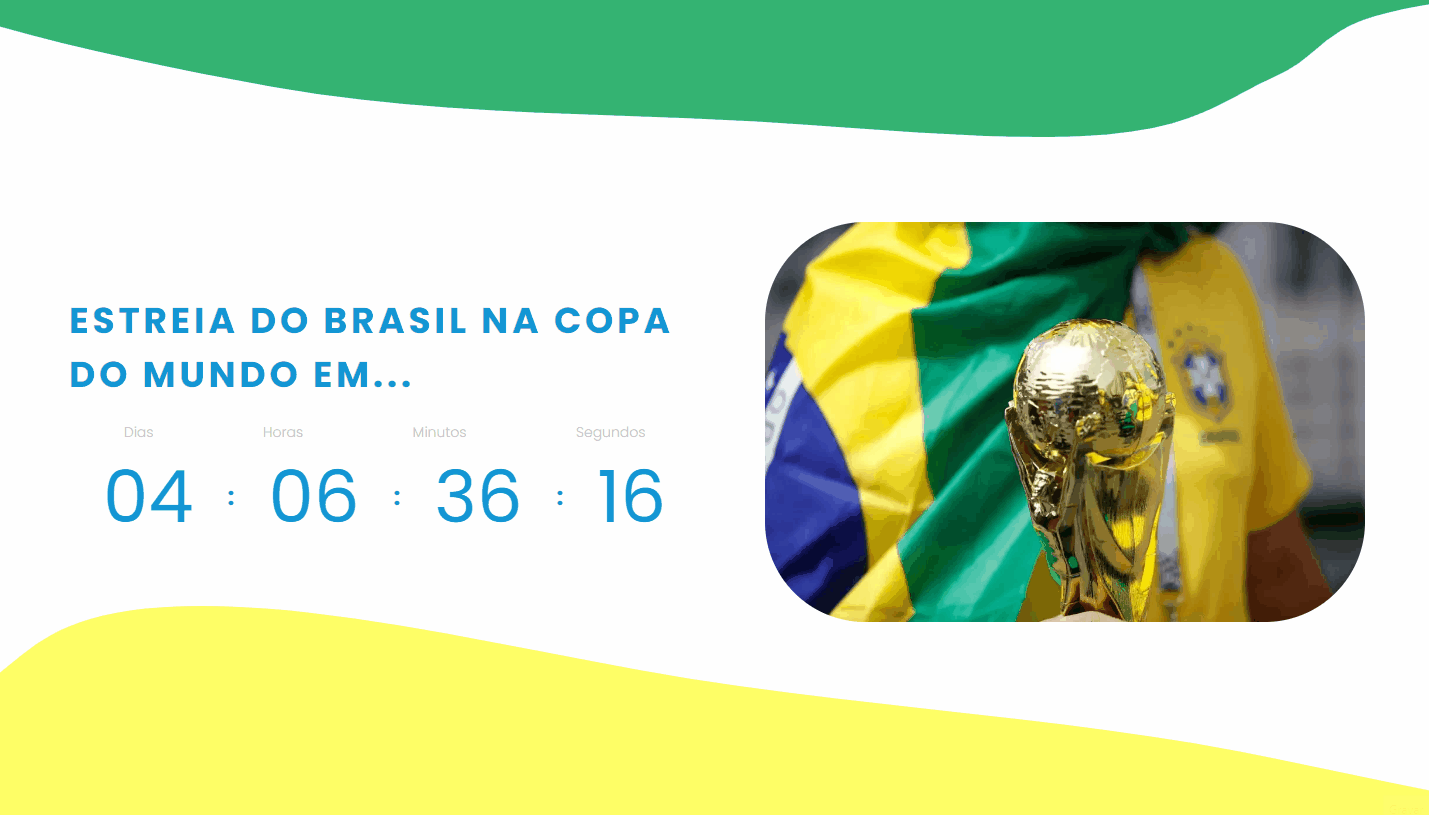 ESTREIA DO BRASIL NA COPA
DO MUNDO EM...
Dias Horas Minutos Segundos
04 : 06 : 36 : 16